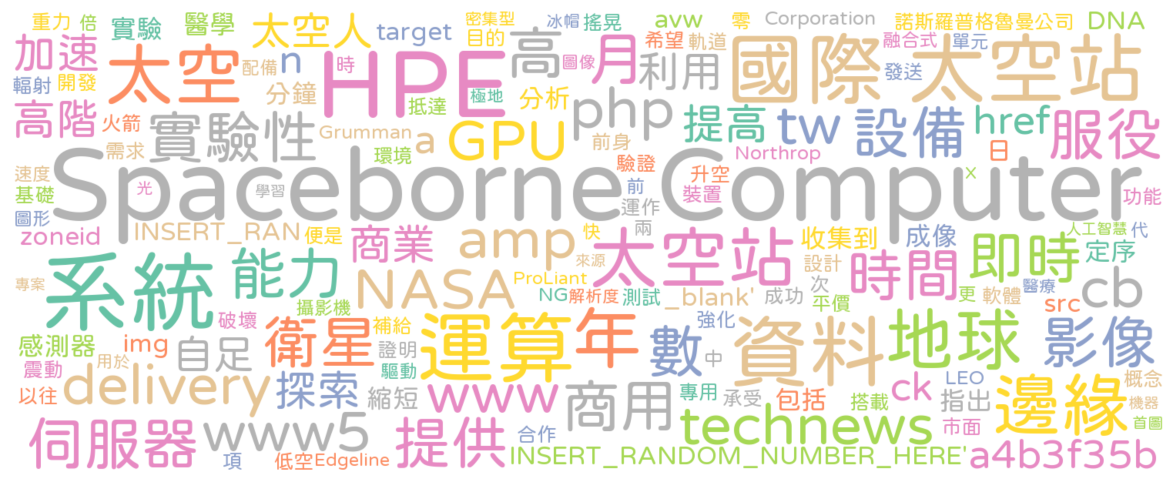 重力 倍 實驗 醫學 太空人 target 密集型 目的 冰帽 搖晃 avw 零 Corporation 諾斯羅普格魯曼公司 DNA
加速 太空 配備 n 時 HPE 高 圖像 月 希望 軌道 利用 國際 太空站 融合式 單元 發送
輻射 開發 分鐘 抵達 極地 分析 php
高階 火箭 實驗性 Grumman a GPU 前身 提高 tw 設備 href 服役
需求 環境 驗證 Northrop 日
速度 基礎 光 學習 Spaceborne Computer 前 升空 裝置 x 功能
圖形 運作
zoneid INSERT_RAN 便是 商業 amp 快 兩 太空站 收集到 成像 人工智慧 代
系統 能力 來源 設計 時間 即時 定序
專案 攝影機 NASA ProLiant NG 解析度 測試 _blank' 成功 次 平價 更 軟體 醫療 src cb
破壞 衛星 補給 運算 年 強化 資料 地球 影像
感測器 img 自足 證明 數 中
震動 用於 驅動 LEO 概念
以往 delivery 探索 縮短 www 商用 專用 承受 包括 搭載 ck 指出 邊緣 機器
伺服器 www5 提供 合作 technews 市面 首圖
項 低空 Edgeline INSERT_RANDOM_NUMBER_HERE' a4b3f35b